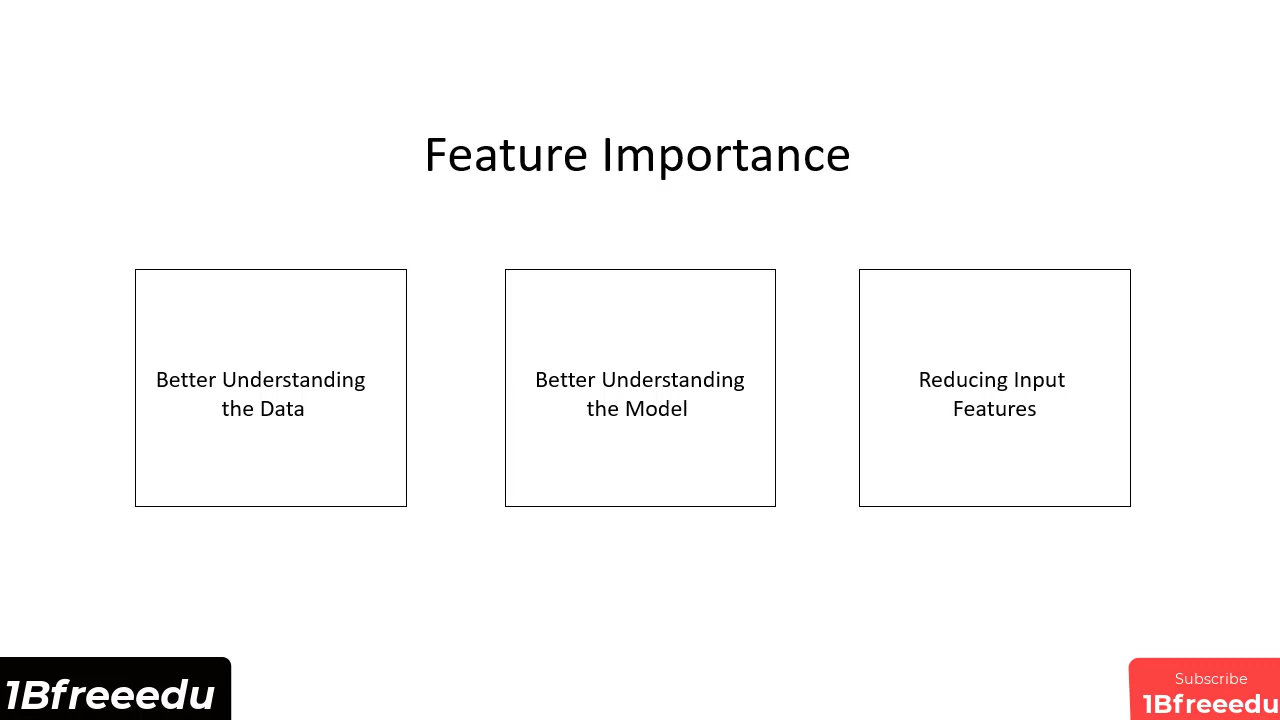 Feature Importance
Better Understanding
the Data
Better Understanding
the Model
Reducing Input
Features
1Bfreeedu
Subscribe
1Bfreeedu